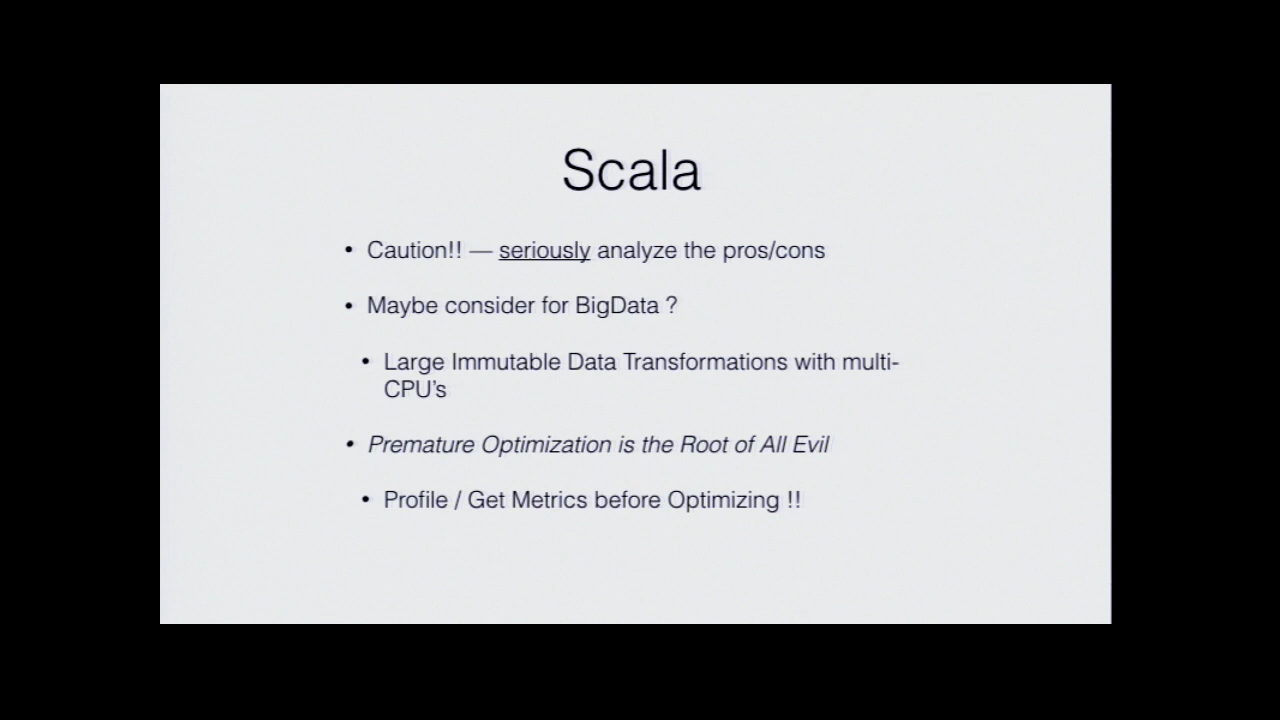 Scala
• Caution!! — seriously analyze the pros/cons
• Maybe consider for BigData ?
• Large Immutable Data Transformations with multi-
CPU's
• Premature Optimization is the Root of All Evil
• Profile / Get Metrics before Optimizing !!